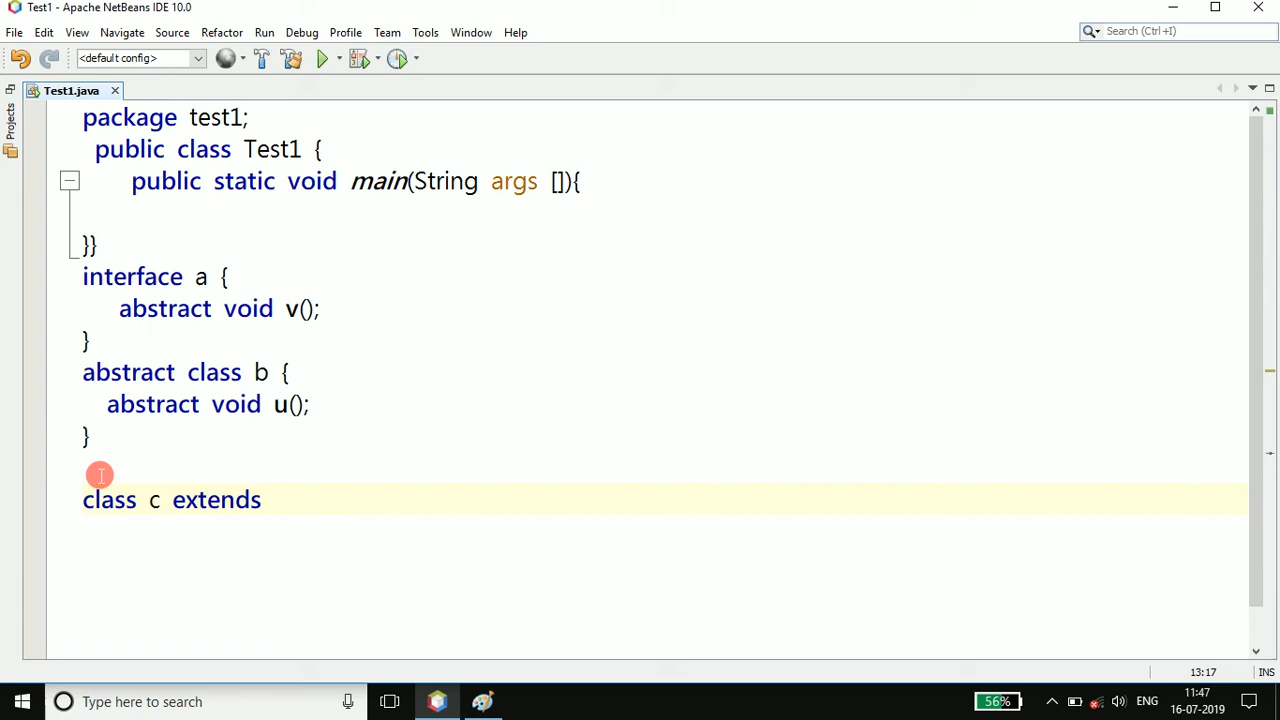 Test1 - Apache NetBeans IDE 10.0
File Edit View Navigate Source Refactor Run Debug Profile Team Tools Window Help
Search (Ctrl+I)
<default config>
Test1.java
Projects
package test1;
public class Test1 {
public static void main(String args []){
}}
interface a {
abstract void v();
}
abstract class b {
abstract void u();
}
class c extends
13:17 INS
Type here to search
56%
ENG
11:47
16-07-2019